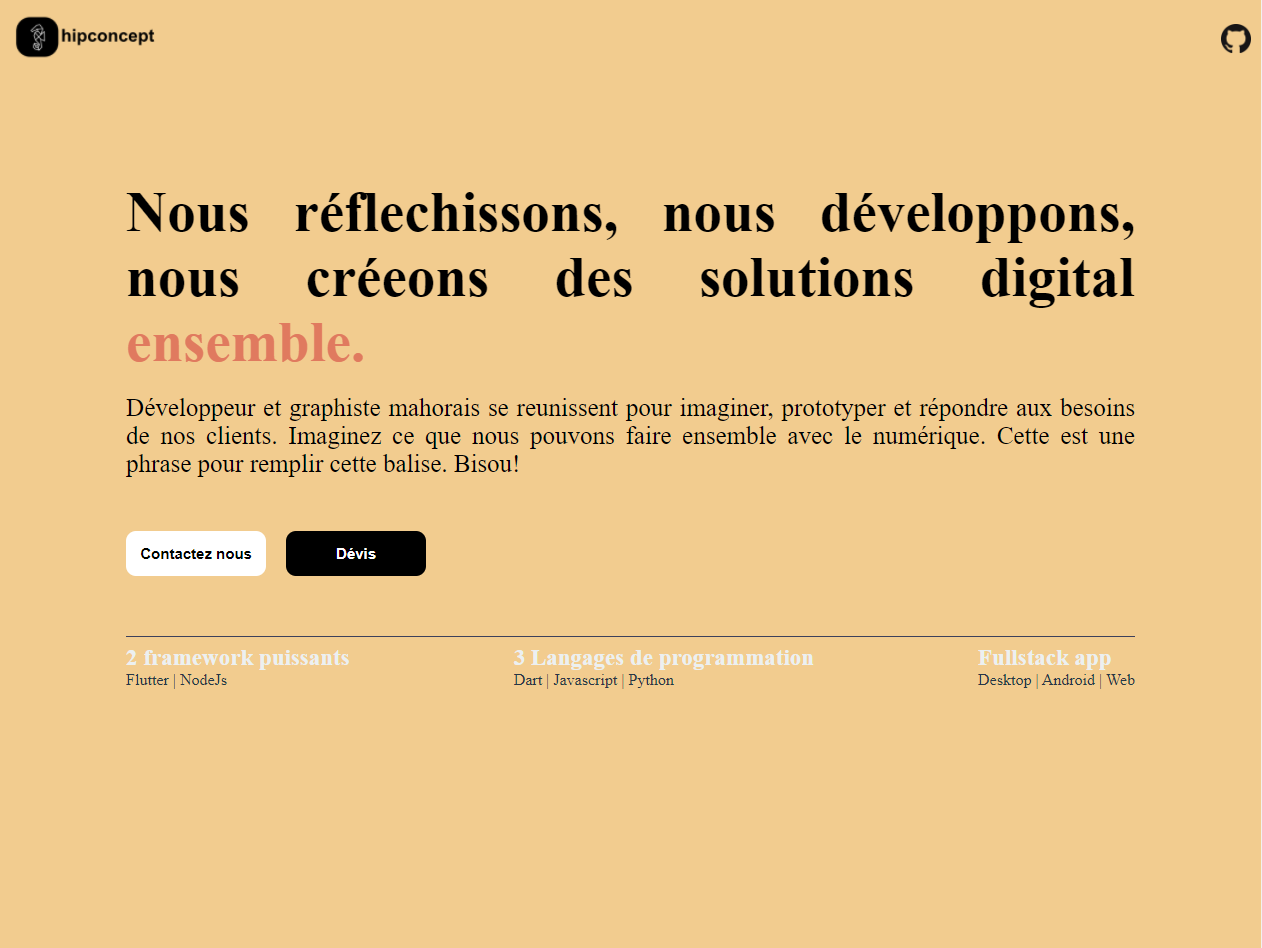 hipconcept
Nous réflechissons, nous développons,
nous créeons des solutions digital
ensemble.
Développeur et graphiste mahorais se reunissent pour imaginer, prototyper et répondre aux besoins
de nos clients. Imaginez ce que nous pouvons faire ensemble avec le numérique. Cette est une
phrase pour remplir cette balise. Bisou!
Contactez nous
Dévis
2 framework puissants
Flutter | NodeJs
3 Langages de programmation
Dart | Javascript | Python
Fullstack app
Desktop | Android | Web